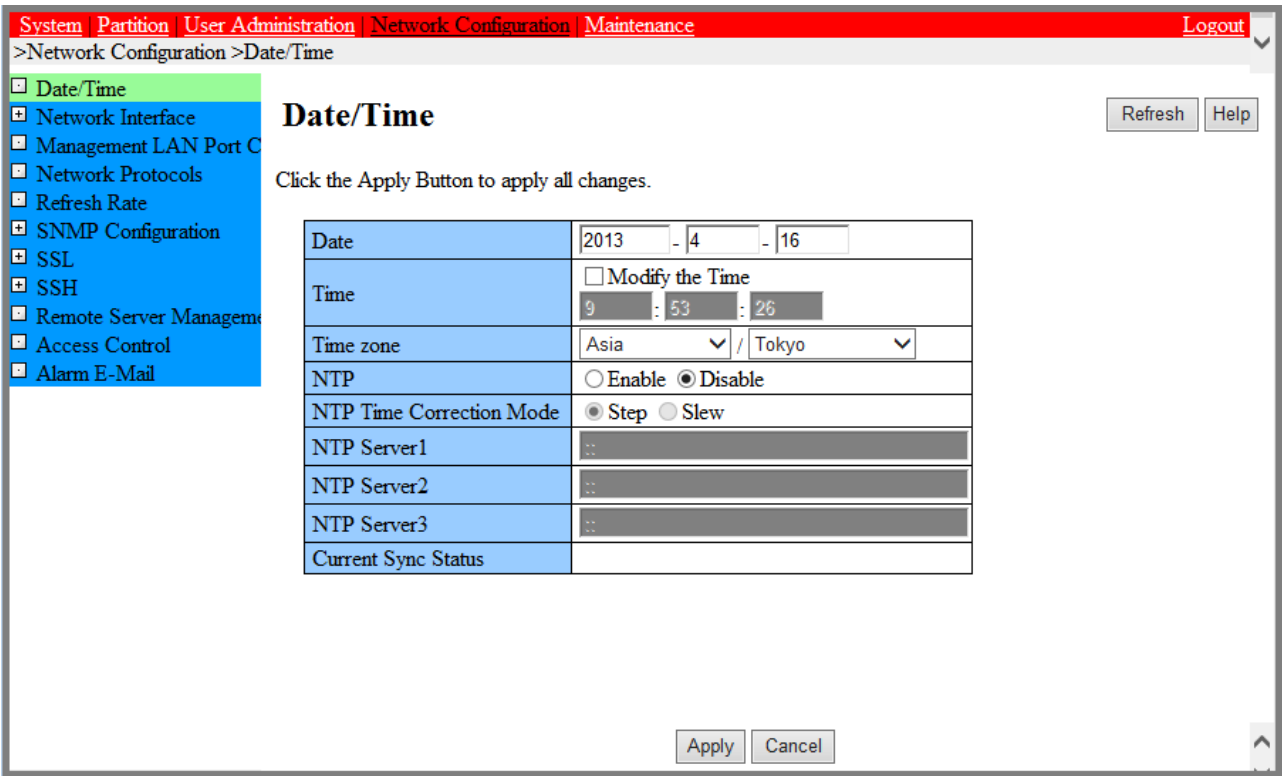 System | Partition | User Administration | Network Configuration | Maintenance Logout
>Network Configuration >Date/Time
Date/Time
Network Interface
Management LAN Port C
Network Protocols
Refresh Rate
SNMP Configuration
SSL
SSH
Remote Server Manageme
Access Control
Alarm E-Mail
Date/Time
Refresh Help
Click the Apply Button to apply all changes.
Date 2013 - 4 - 16
Time Modify the Time
9 : 53 : 26
Time zone Asia / Tokyo
NTP Enable Disable
NTP Time Correction Mode Step Slew
NTP Server1 ::
NTP Server2 ::
NTP Server3 ::
Current Sync Status
Apply Cancel